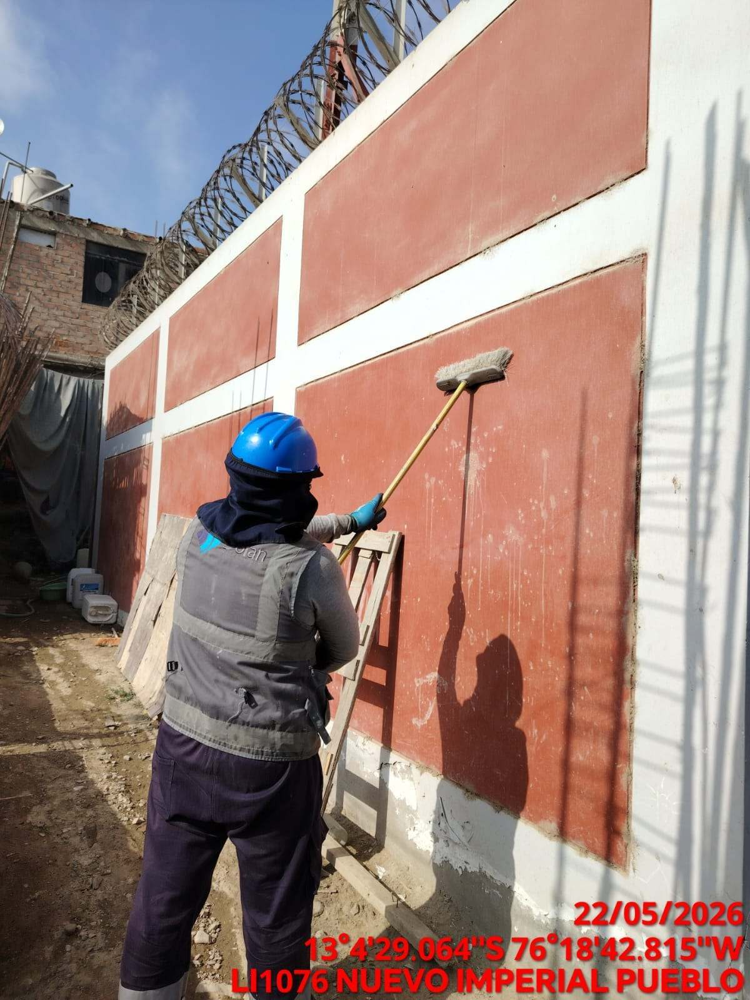 22/05/2026
13°4'29.064"S 76°18'42.815"W
LI1076 NUEVO IMPERIAL PUEBLO